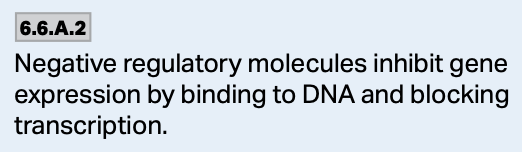 6.6.A.2
Negative regulatory molecules inhibit gene
expression by binding to DNA and blocking
transcription.